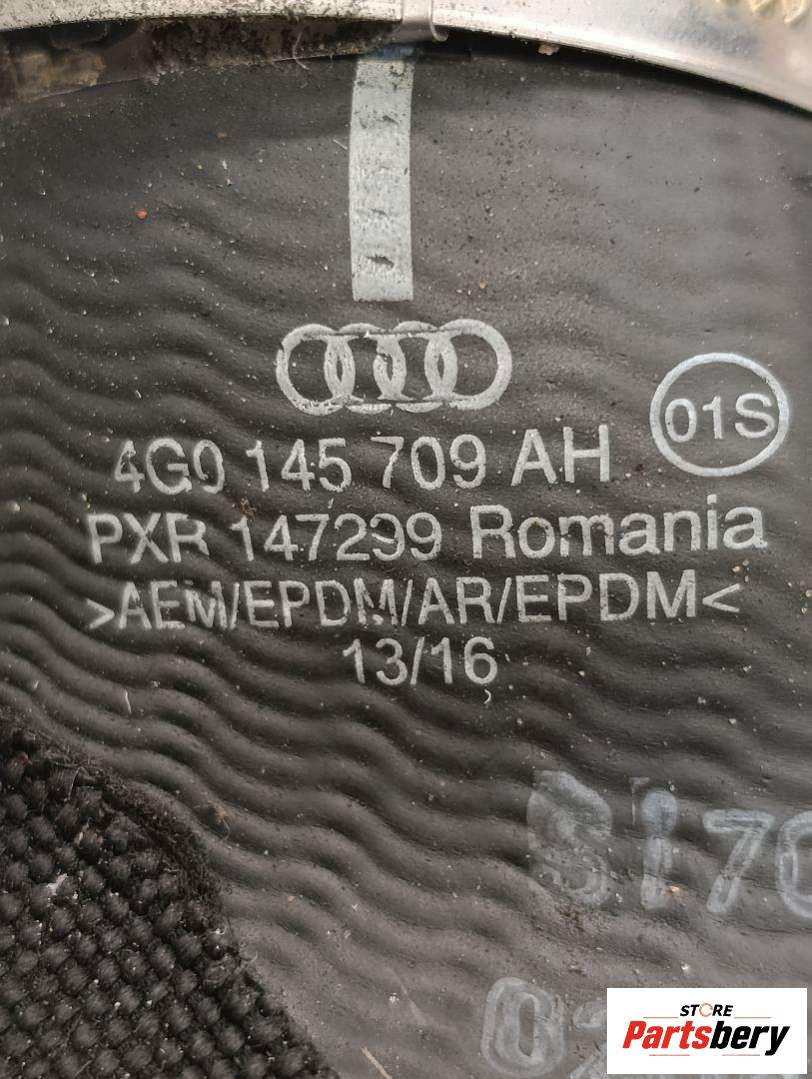 01S
4G0 145 709 AH
PXR 147299 Romania
>AEM/EPDM/AR/EPDM<
13/16
STORE
Partsbery